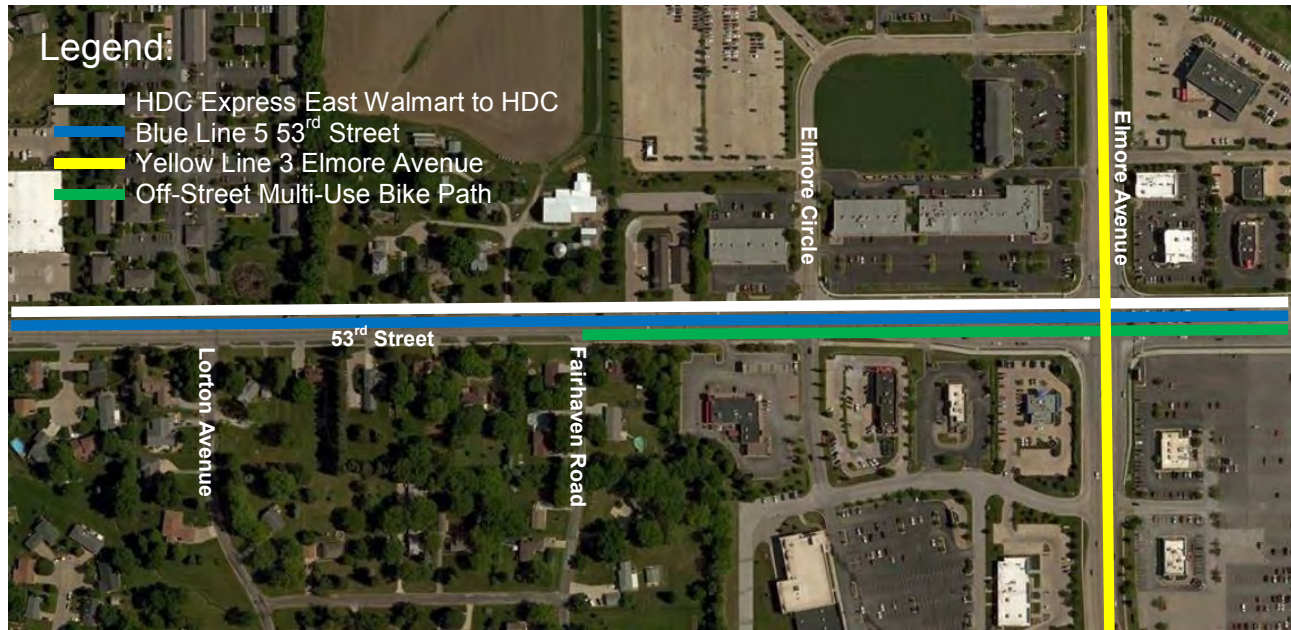 Legend:
HDC Express East Walmart to HDC
Blue Line 5 53rd Street
Yellow Line 3 Elmore Avenue
Off-Street Multi-Use Bike Path
Elmore Circle
Elmore Avenue
53rd Street
Lorton Avenue
Fairhaven Road